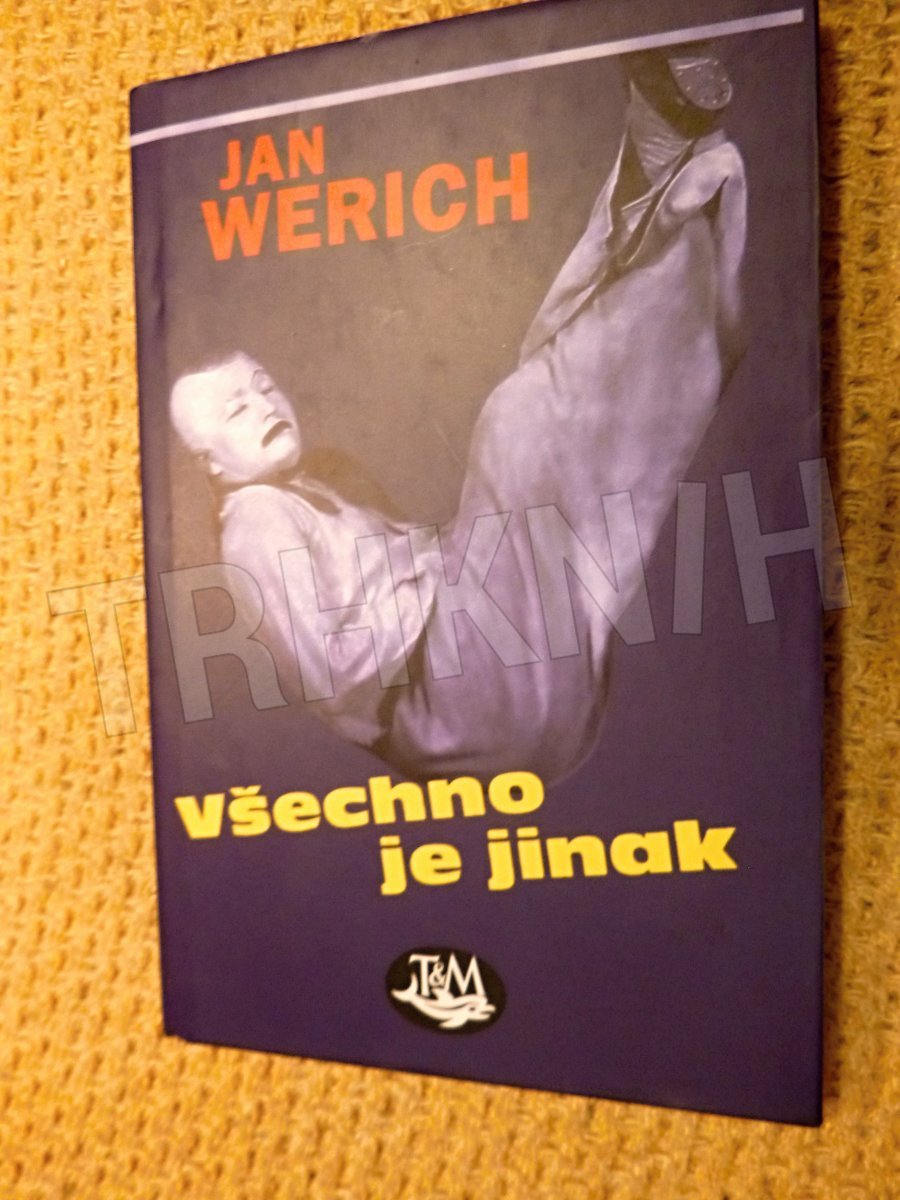 JAN
WERICH
TRHKNIH
Všechno
je jinak
T&M